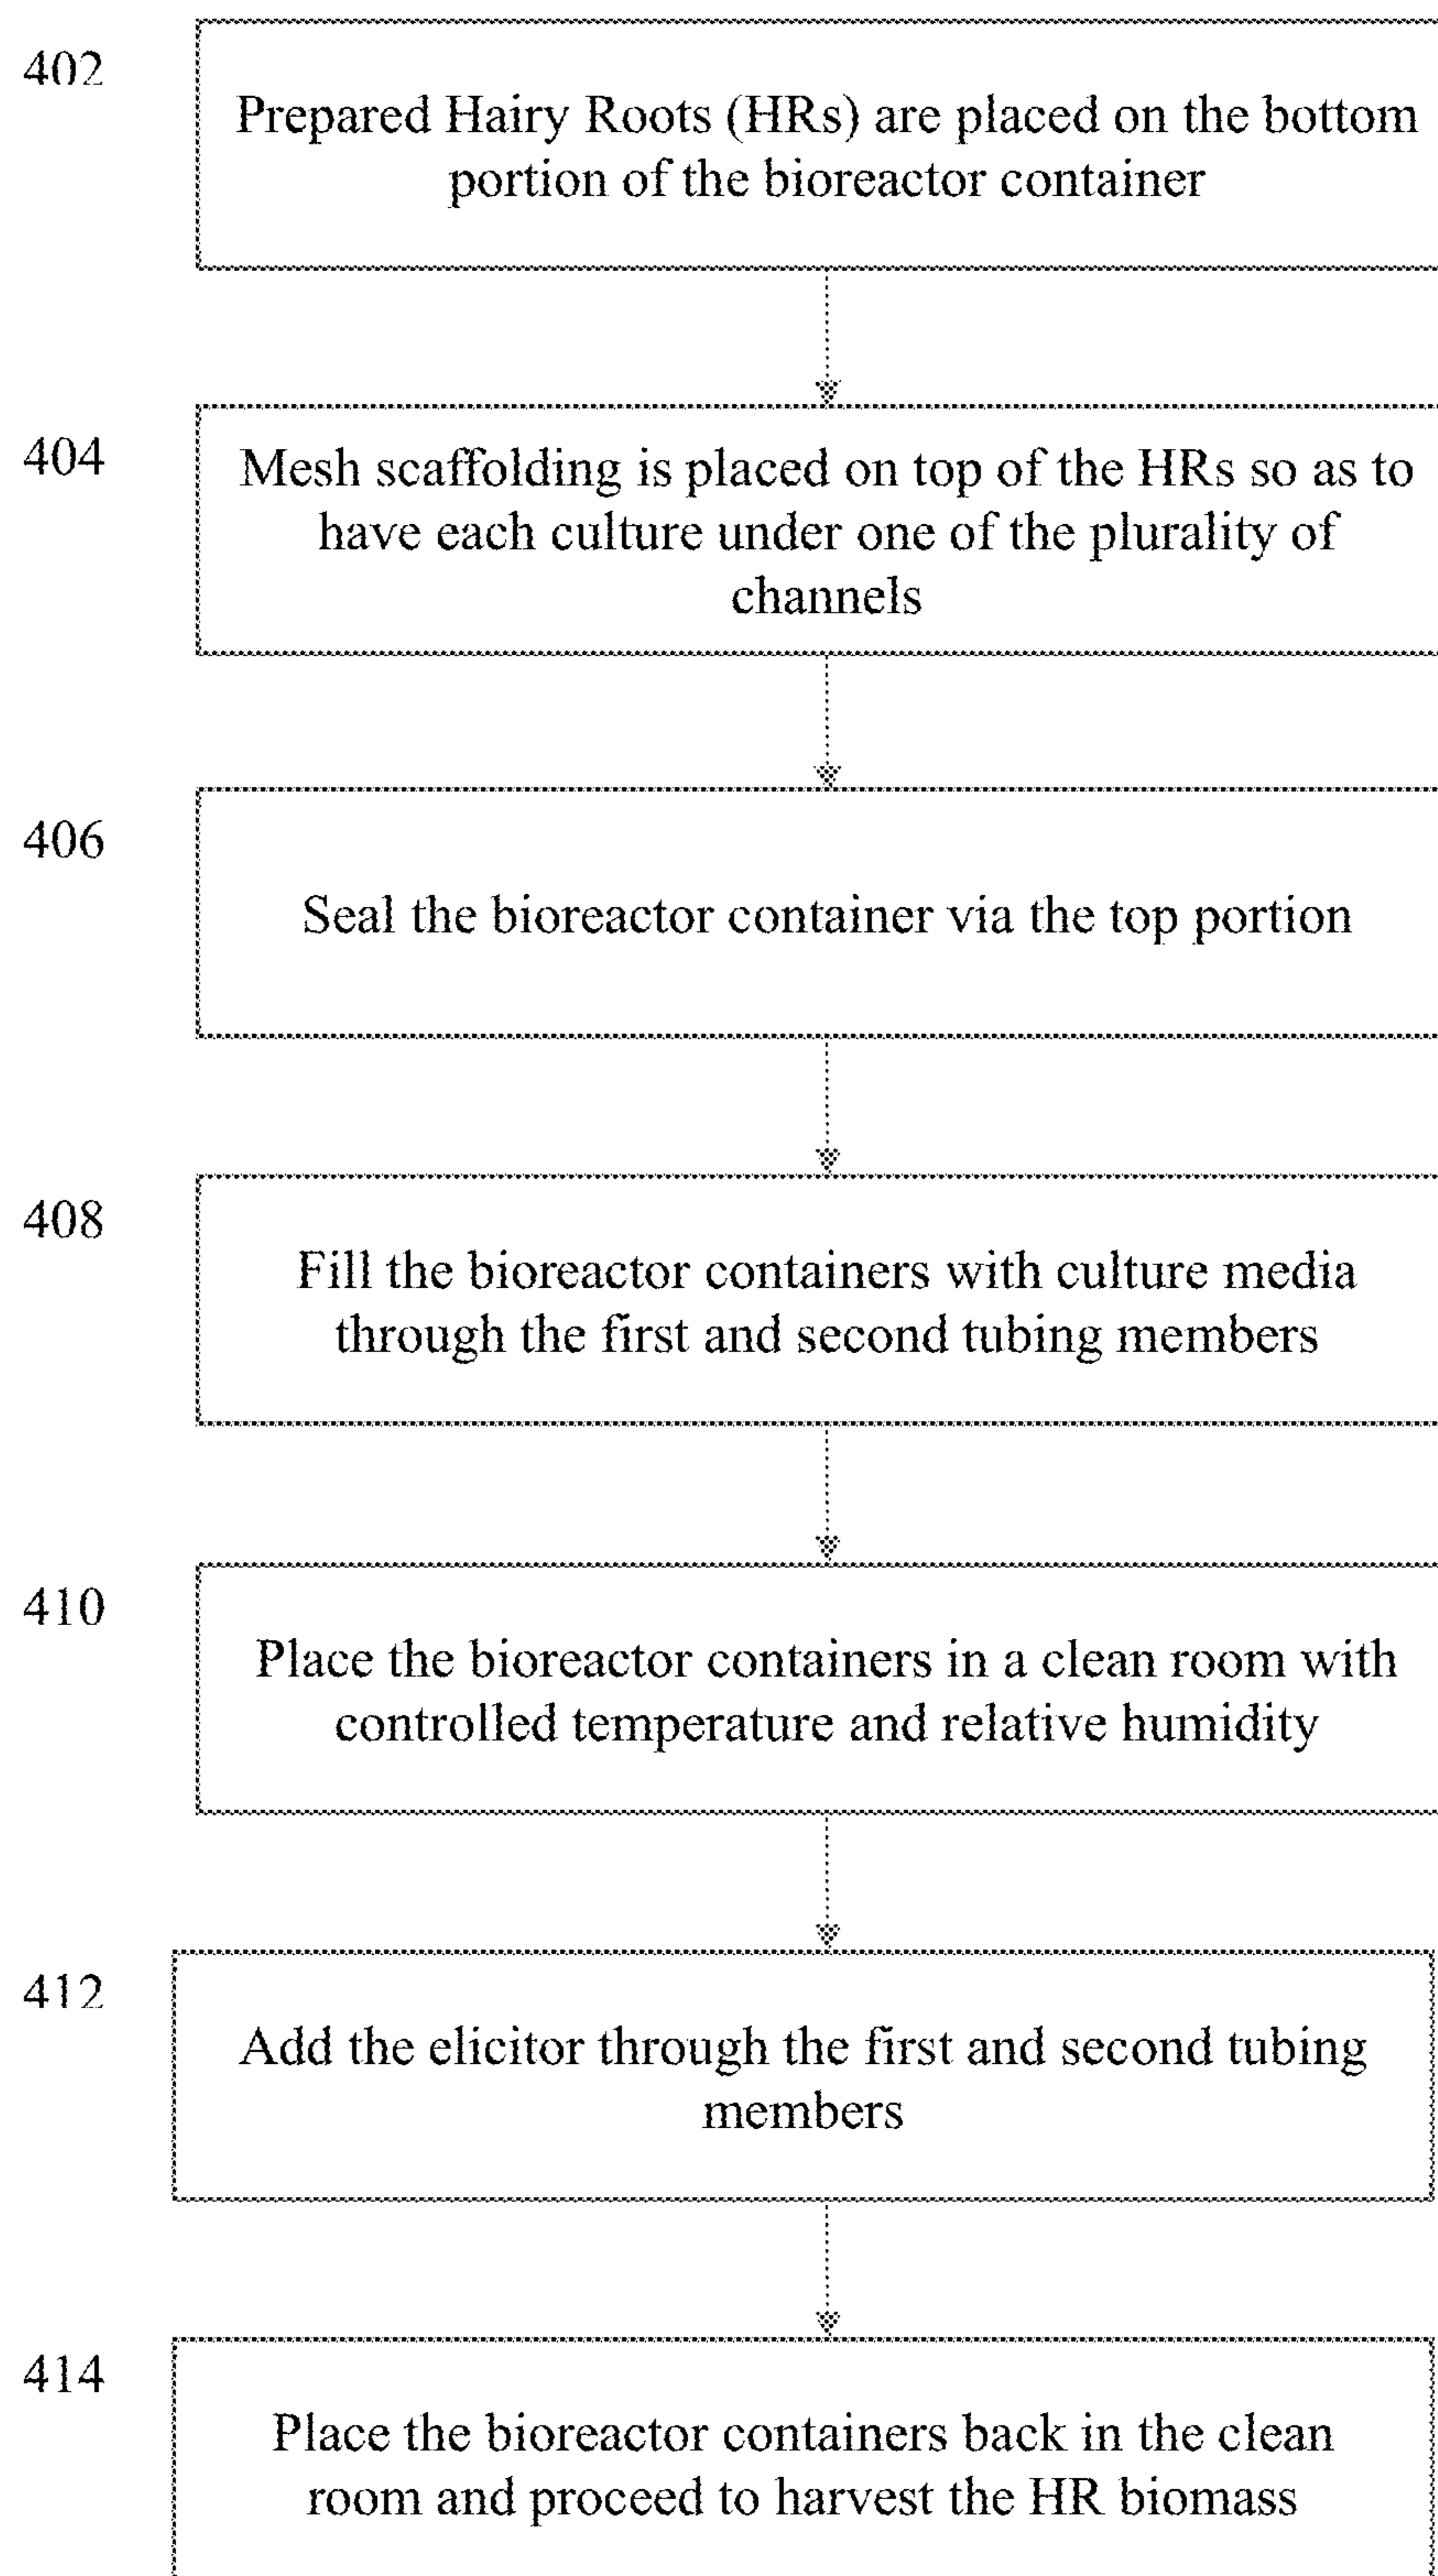 402
Prepared Hairy Roots (HRs) are placed on the bottom
portion of the bioreactor container
404
Mesh scaffolding is placed on top of the HRs so as to
have each culture under one of the plurality of
channels
406
Seal the bioreactor container via the top portion
408
Fill the bioreactor containers with culture media
through the first and second tubing members
410
Place the bioreactor containers in a clean room with
controlled temperature and relative humidity
412
Add the elicitor through the first and second tubing
members
414
Place the bioreactor containers back in the clean
room and proceed to harvest the HR biomass